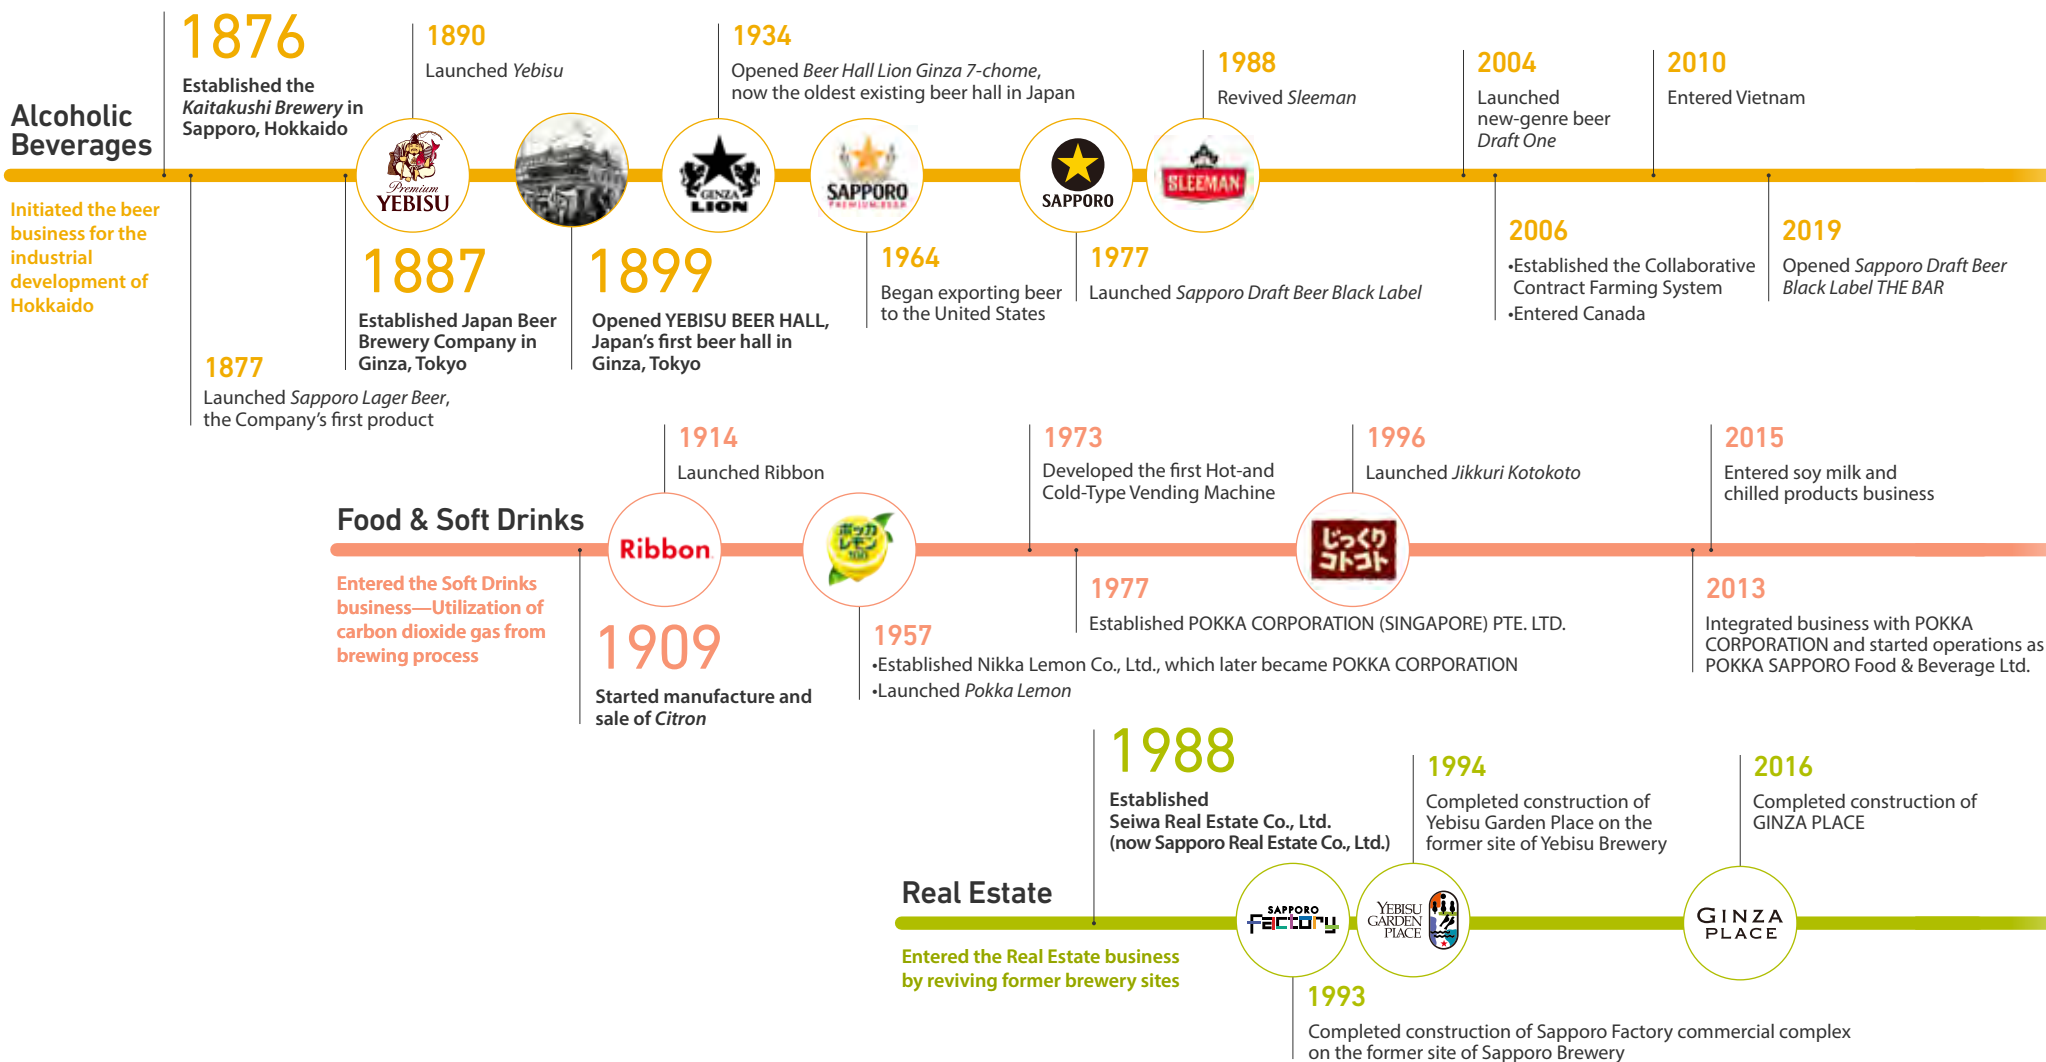 Alcoholic
Beverages
Initiated the beer
business for the
industrial
development of
Hokkaido
1876
Established the
Kaitakushi Brewery in
Sapporo, Hokkaido
1877
Launched Sapporo Lager Beer,
the Company's first product
1887
Established Japan Beer
Brewery Company in
Ginza, Tokyo
1890
Launched Yebisu
Premium
YEBISU
1899
Opened YEBISU BEER HALL,
Japan's first beer hall in
Ginza, Tokyo
1934
Opened Beer Hall Lion Ginza 7-chome,
now the oldest existing beer hall in Japan
GINZA
LION
SAPPORO
PREMIUM BEER
1964
Began exporting beer
to the United States
SAPPORO
1977
Launched Sapporo Draft Beer Black Label
1988
Revived Sleeman
SLEEMAN
2004
Launched
new-genre beer
Draft One
2006
•Established the Collaborative
Contract Farming System
•Entered Canada
2010
Entered Vietnam
2019
Opened Sapporo Draft Beer
Black Label THE BAR
Food & Soft Drinks
Entered the Soft Drinks
business—Utilization of
carbon dioxide gas from
brewing process
1909
Started manufacture and
sale of Citron
1914
Launched Ribbon
Ribbon
ポッカ
レモン
100
1957
•Established Nikka Lemon Co., Ltd., which later became POKKA CORPORATION
•Launched Pokka Lemon
1973
Developed the first Hot-and
Cold-Type Vending Machine
1977
Established POKKA CORPORATION (SINGAPORE) PTE. LTD.
1996
Launched Jikkuri Kotokoto
じっくり
コトコト
2013
Integrated business with POKKA
CORPORATION and started operations as
POKKA SAPPORO Food & Beverage Ltd.
2015
Entered soy milk and
chilled products business
Real Estate
Entered the Real Estate business
by reviving former brewery sites
1988
Established
Seiwa Real Estate Co., Ltd.
(now Sapporo Real Estate Co., Ltd.)
SAPPORO
Factory
1993
Completed construction of Sapporo Factory commercial complex
on the former site of Sapporo Brewery
1994
Completed construction of
Yebisu Garden Place on the
former site of Yebisu Brewery
YEBISU
GARDEN
PLACE
2016
Completed construction of
GINZA PLACE
GINZA
PLACE